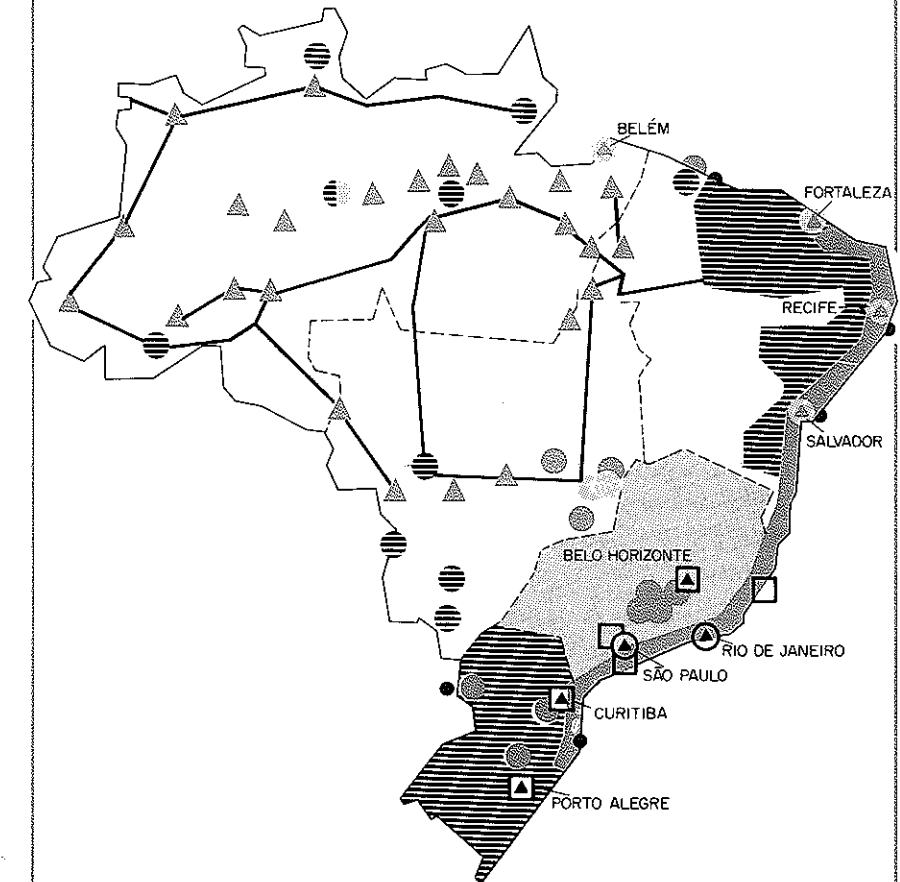 BELÉM
FORTALEZA
RECIFE
SALVADOR
BELO HORIZONTE
RIO DE JANEIRO
SÃO PAULO
CURITIBA
PORTO ALEGRE